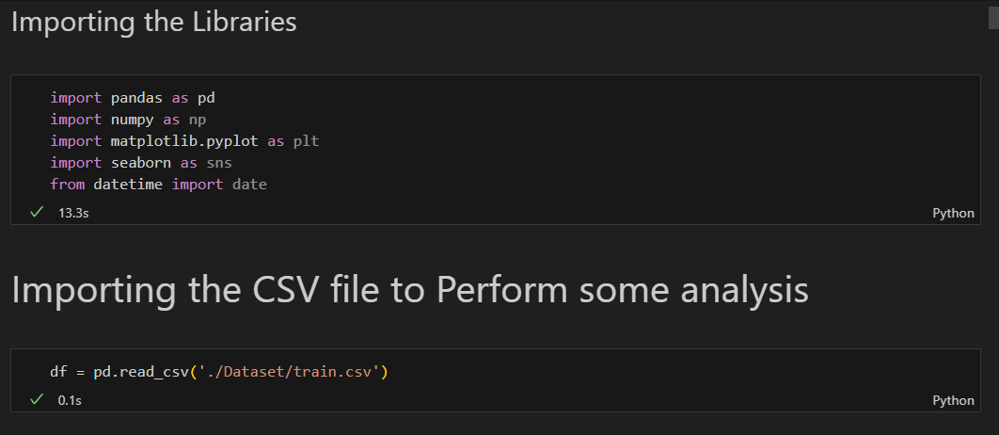 Importing the Libraries
import pandas as pd
import numpy as np
import matplotlib.pyplot as plt
import seaborn as sns
from datetime import date
13.3s
Python
Importing the CSV file to Perform some analysis
df = pd.read_csv('./Dataset/train.csv')
0.1s
Python